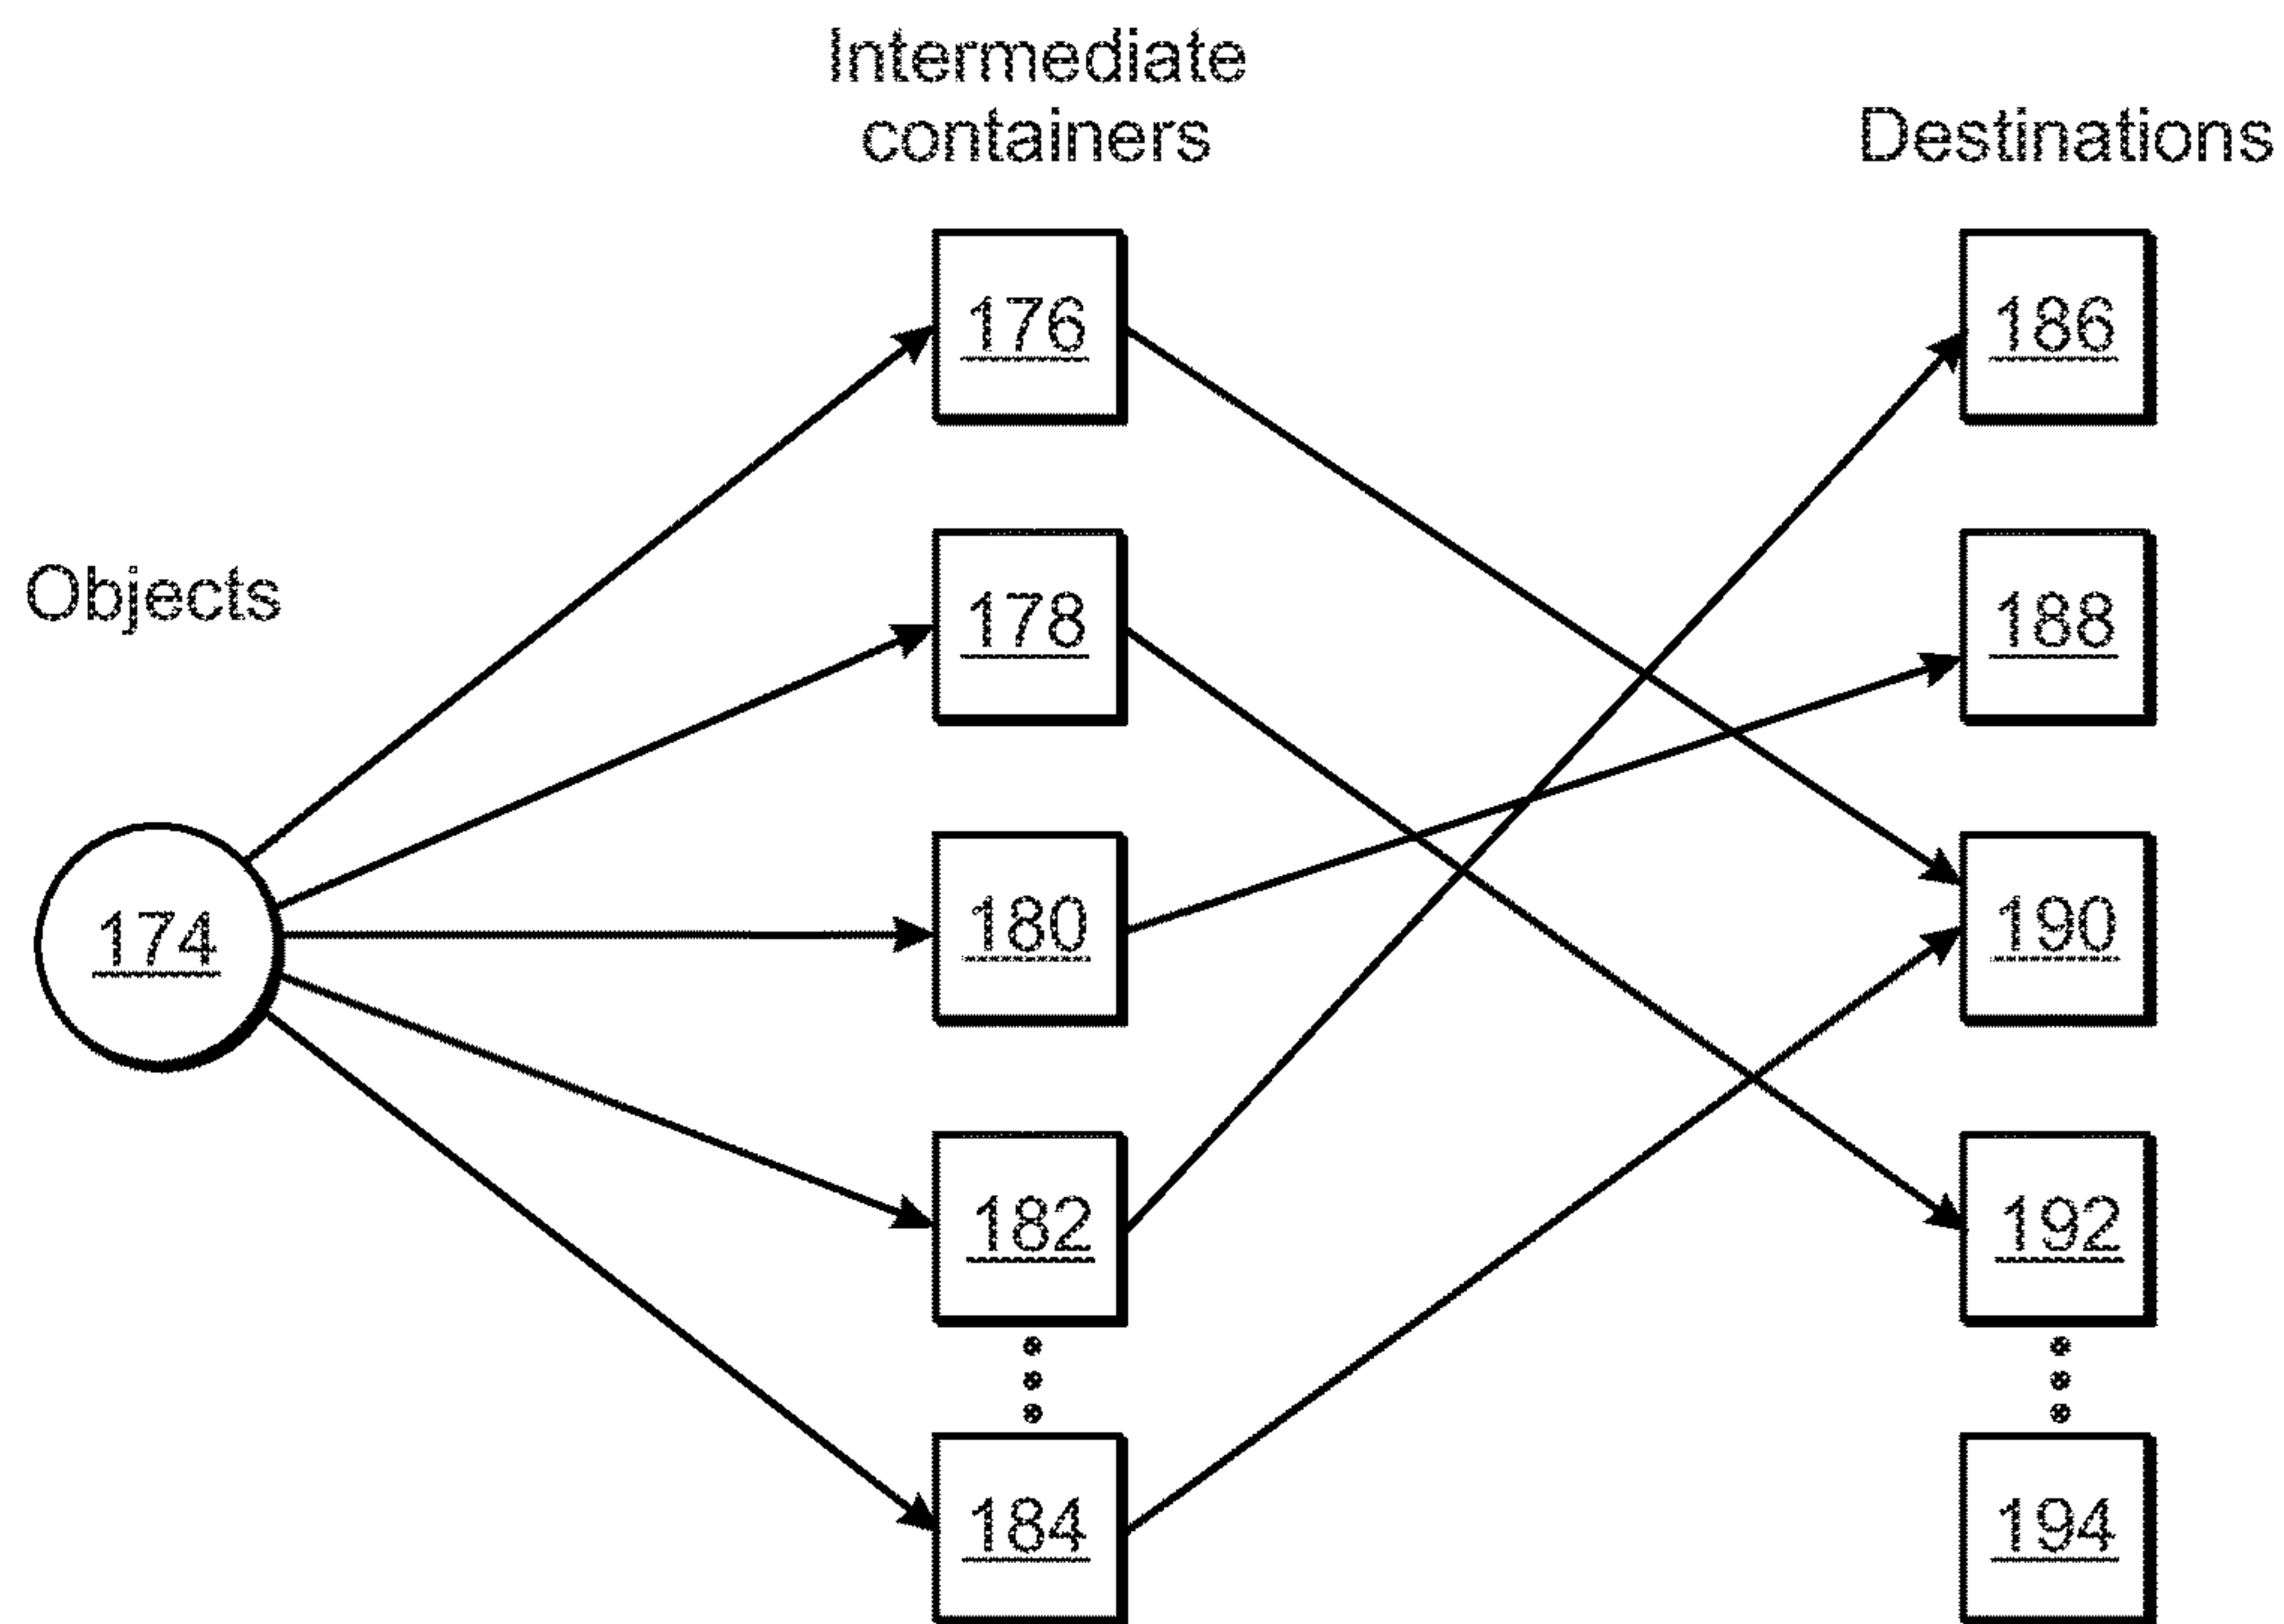 Intermediate
containers
Destinations
Objects
174
176
178
180
182
184
186
188
190
192
194